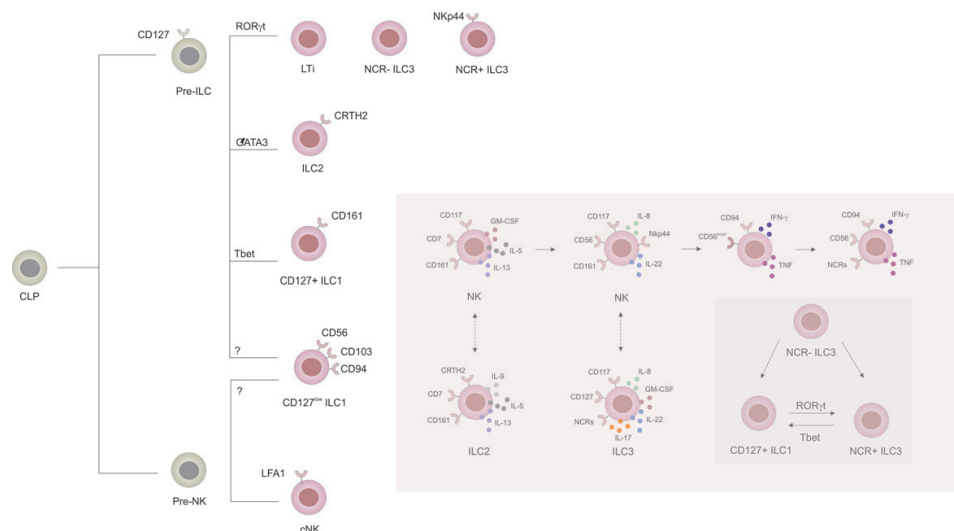 CD127
Pre-ILC
CLP
Pre-NK
RORγt
LTi
NCR- ILC3
NKp44
NCR+ ILC3
GATA3
CRTH2
ILC2
Tbet
CD161
CD127+ ILC1
?
CD56
CD103
CD94
CD127low ILC1
?
LFA1
cNK
CD117
GM-CSF
CD7
IL-5
CD161
IL-13
NK
CD117
IL-8
CD56
Nkp44
CD161
IL-22
NK
CD94
IFN-γ
CD56bright
TNF
CD94
IFN-γ
CD56
NCRs
TNF
CRTH2
IL-9
CD7
IL-5
CD161
IL-13
ILC2
CD117
IL-8
CD127
GM-CSF
NCRs
IL-22
IL-17
ILC3
NCR- ILC3
RORγt
Tbet
CD127+ ILC1
NCR+ ILC3